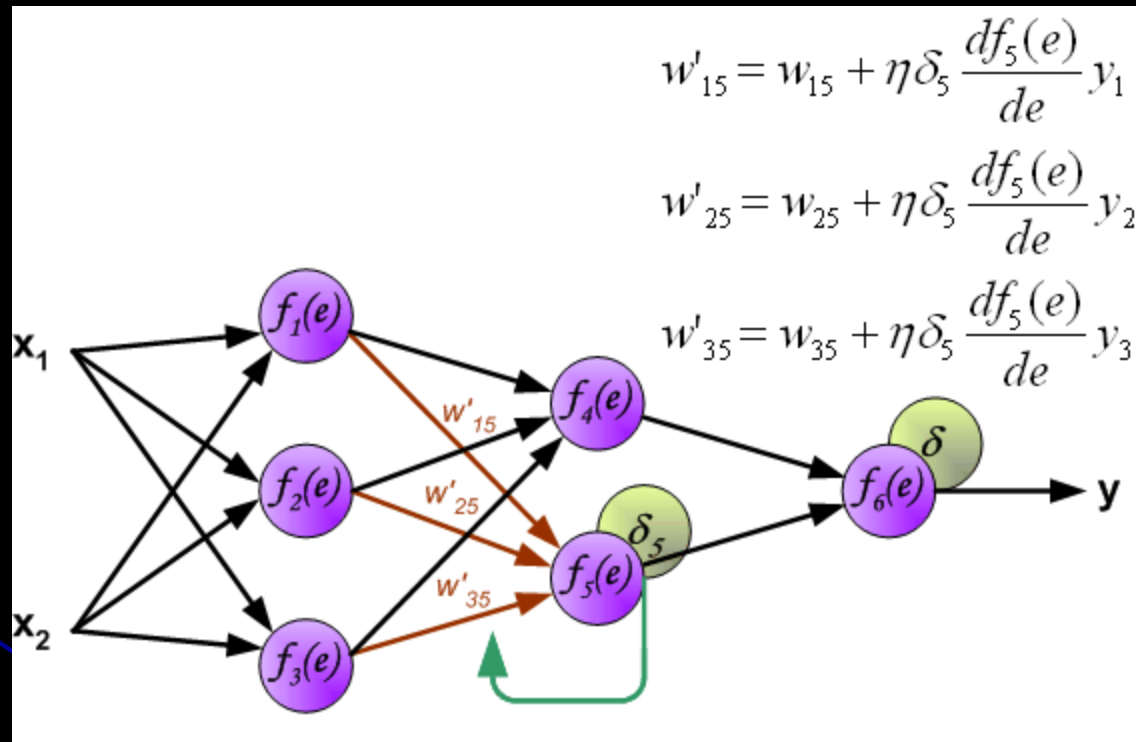 w'₁₅ = w₁₅ + ηδ₅ df₅(e)/de y₁
w'₂₅ = w₂₅ + ηδ₅ df₅(e)/de y₂
w'₃₅ = w₃₅ + ηδ₅ df₅(e)/de y₃
f₁(e)
x₁
f₄(e)
w'₁₅
δ
f₂(e)
w'₂₅
f₆(e)
y
δ₅
f₅(e)
w'₃₅
x₂
f₃(e)